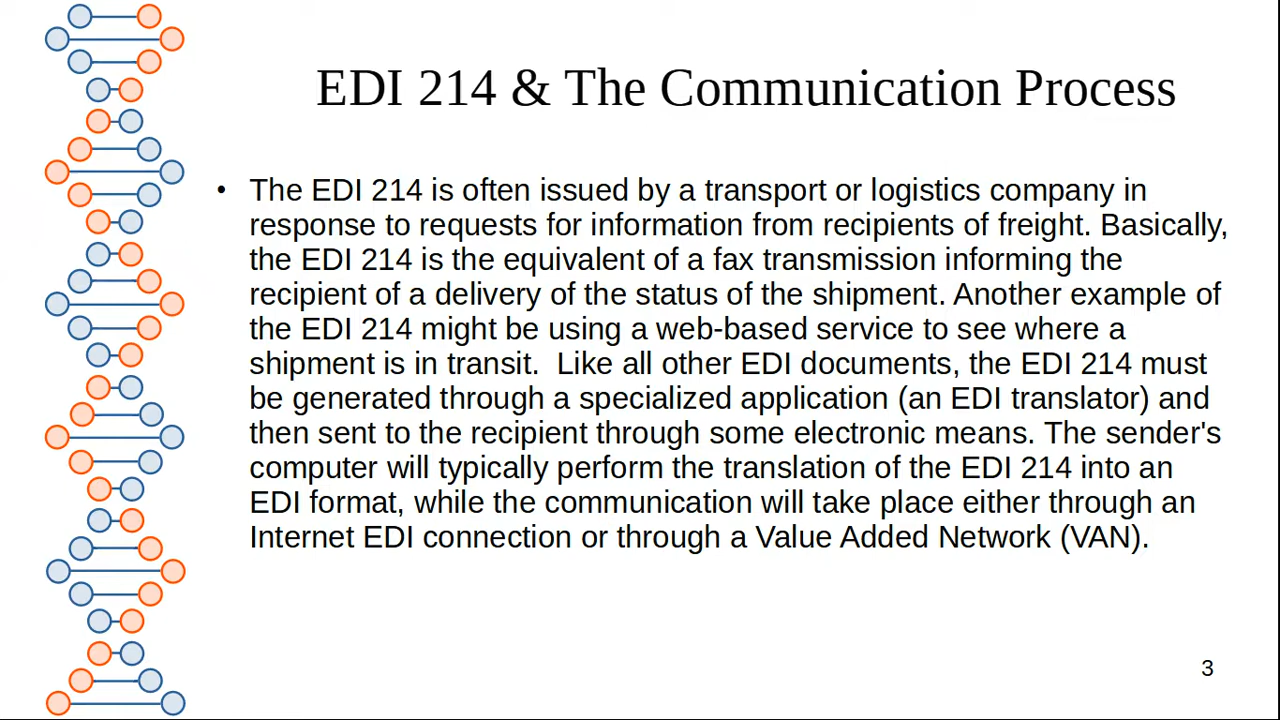 EDI 214 & The Communication Process
• The EDI 214 is often issued by a transport or logistics company in
response to requests for information from recipients of freight. Basically,
the EDI 214 is the equivalent of a fax transmission informing the
recipient of a delivery of the status of the shipment. Another example of
the EDI 214 might be using a web-based service to see where a
shipment is in transit.  Like all other EDI documents, the EDI 214 must
be generated through a specialized application (an EDI translator) and
then sent to the recipient through some electronic means. The sender's
computer will typically perform the translation of the EDI 214 into an
EDI format, while the communication will take place either through an
Internet EDI connection or through a Value Added Network (VAN).
3